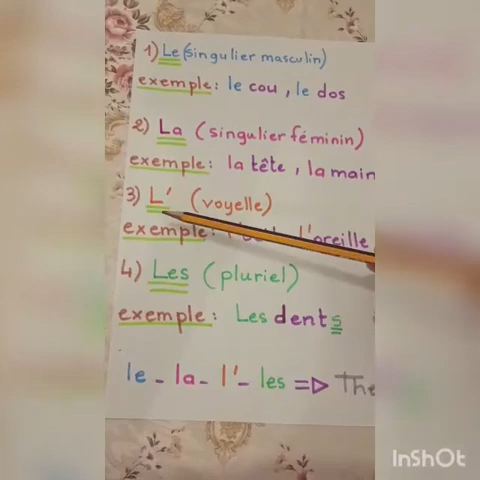 1) Le (singulier masculin)
exemple: le cou, le dos
2) La (singulier féminin)
exemple: la tête, la main
3) L' (voyelle)
exemple: l'oreille
4) Les (pluriel)
exemple: Les dents
le - la - l' - les => The
InShOt